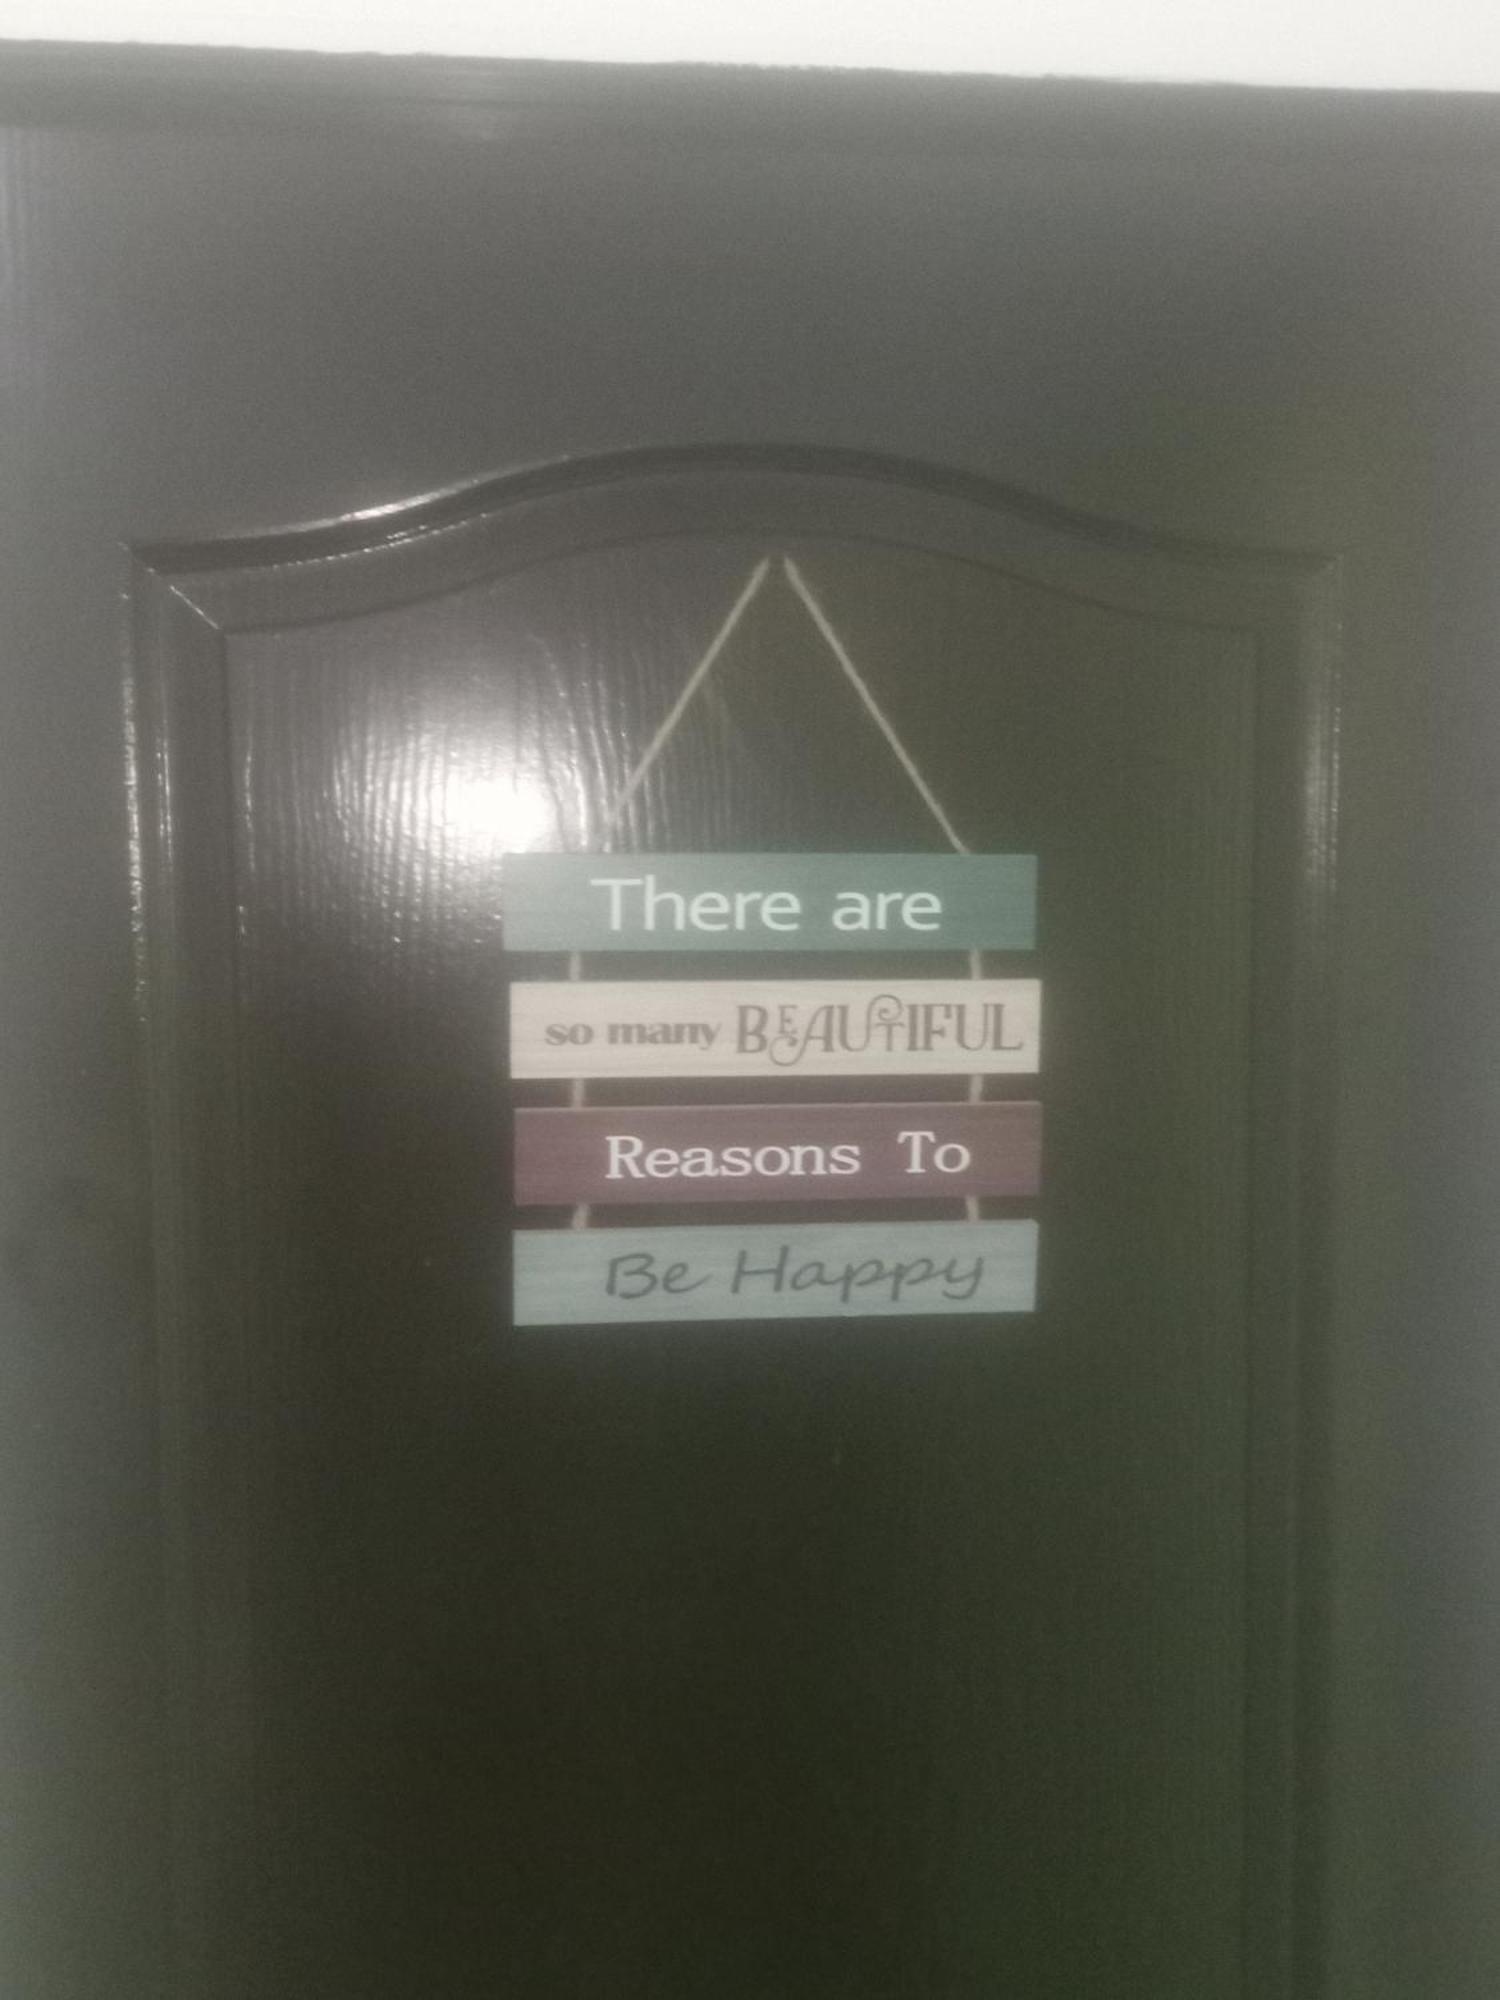 There are
so many BEAUTIFUL
Reasons To
Be Happy